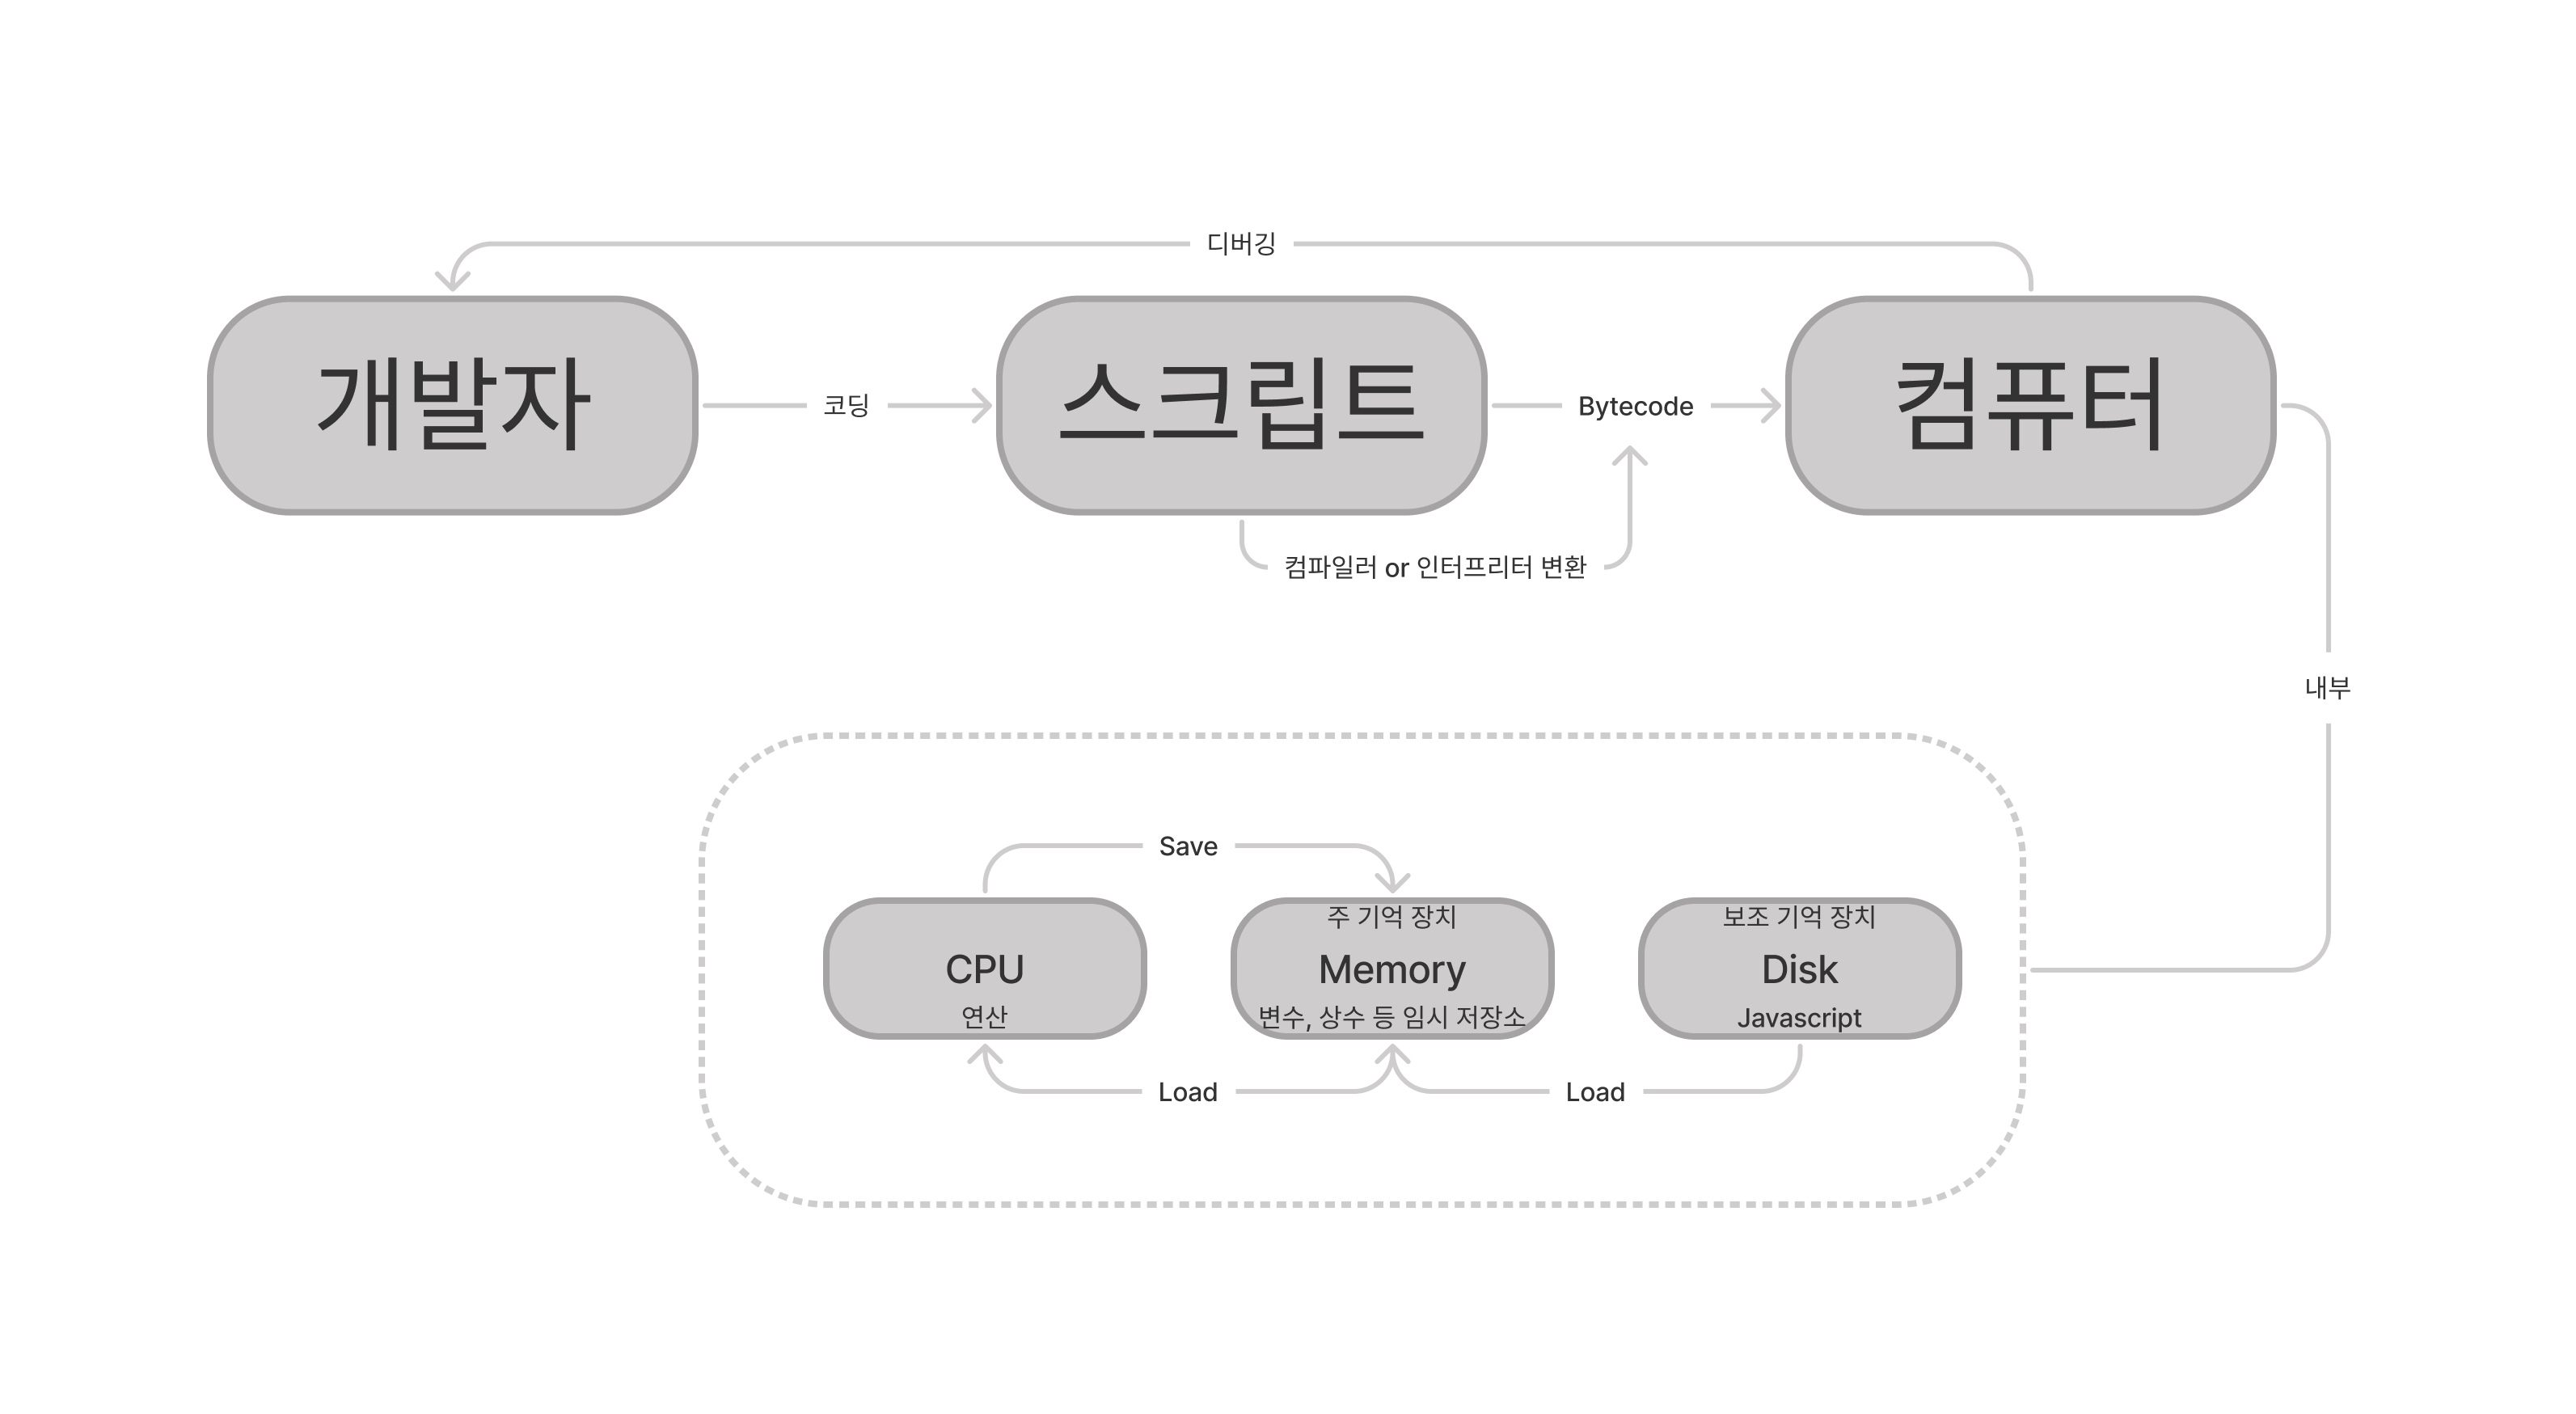 디버깅
개발자
코딩
스크립트
Bytecode
컴퓨터
컴파일러 or 인터프리터 변환
내부
Save
CPU
연산
주 기억 장치
Memory
변수, 상수 등 임시 저장소
보조 기억 장치
Disk
Javascript
Load
Load